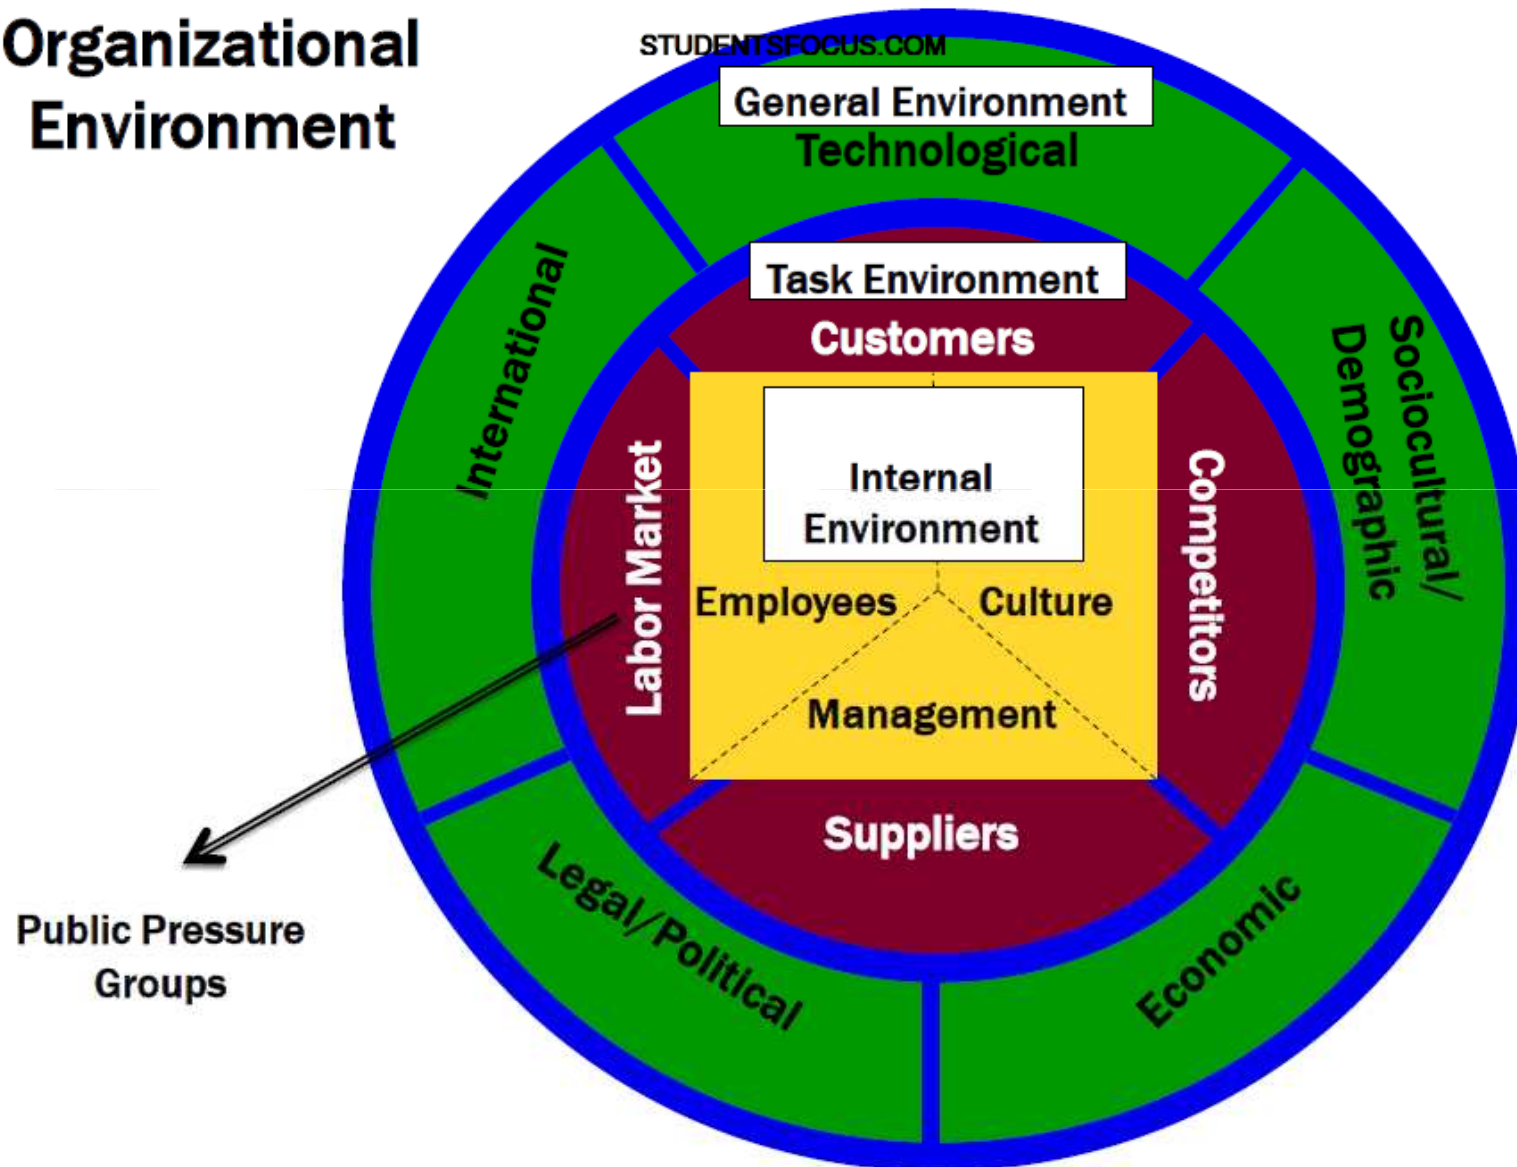 Organizational
Environment
STUDENTSFOCUS.COM
General Environment
Technological
International
Sociocultural/
Demographic
Task Environment
Customers
Labor Market
Competitors
Internal
Environment
Employees
Culture
Management
Suppliers
Legal/Political
Economic
Public Pressure
Groups